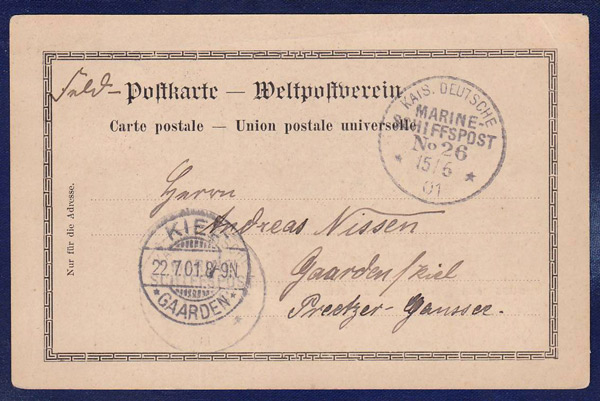 Feld- Postkarte — Weltpostverein
Carte postale — Union postale universelle
KAIS. DEUTSCHE
MARINE-
SCHIFFSPOST
No 26
15/6
01
Nur für die Adresse.
Herrn
Andreas Nissen
Gaarden/Kiel
Preetzer-Gausser.
KIEL
22.7.01.8-9N
GAARDEN